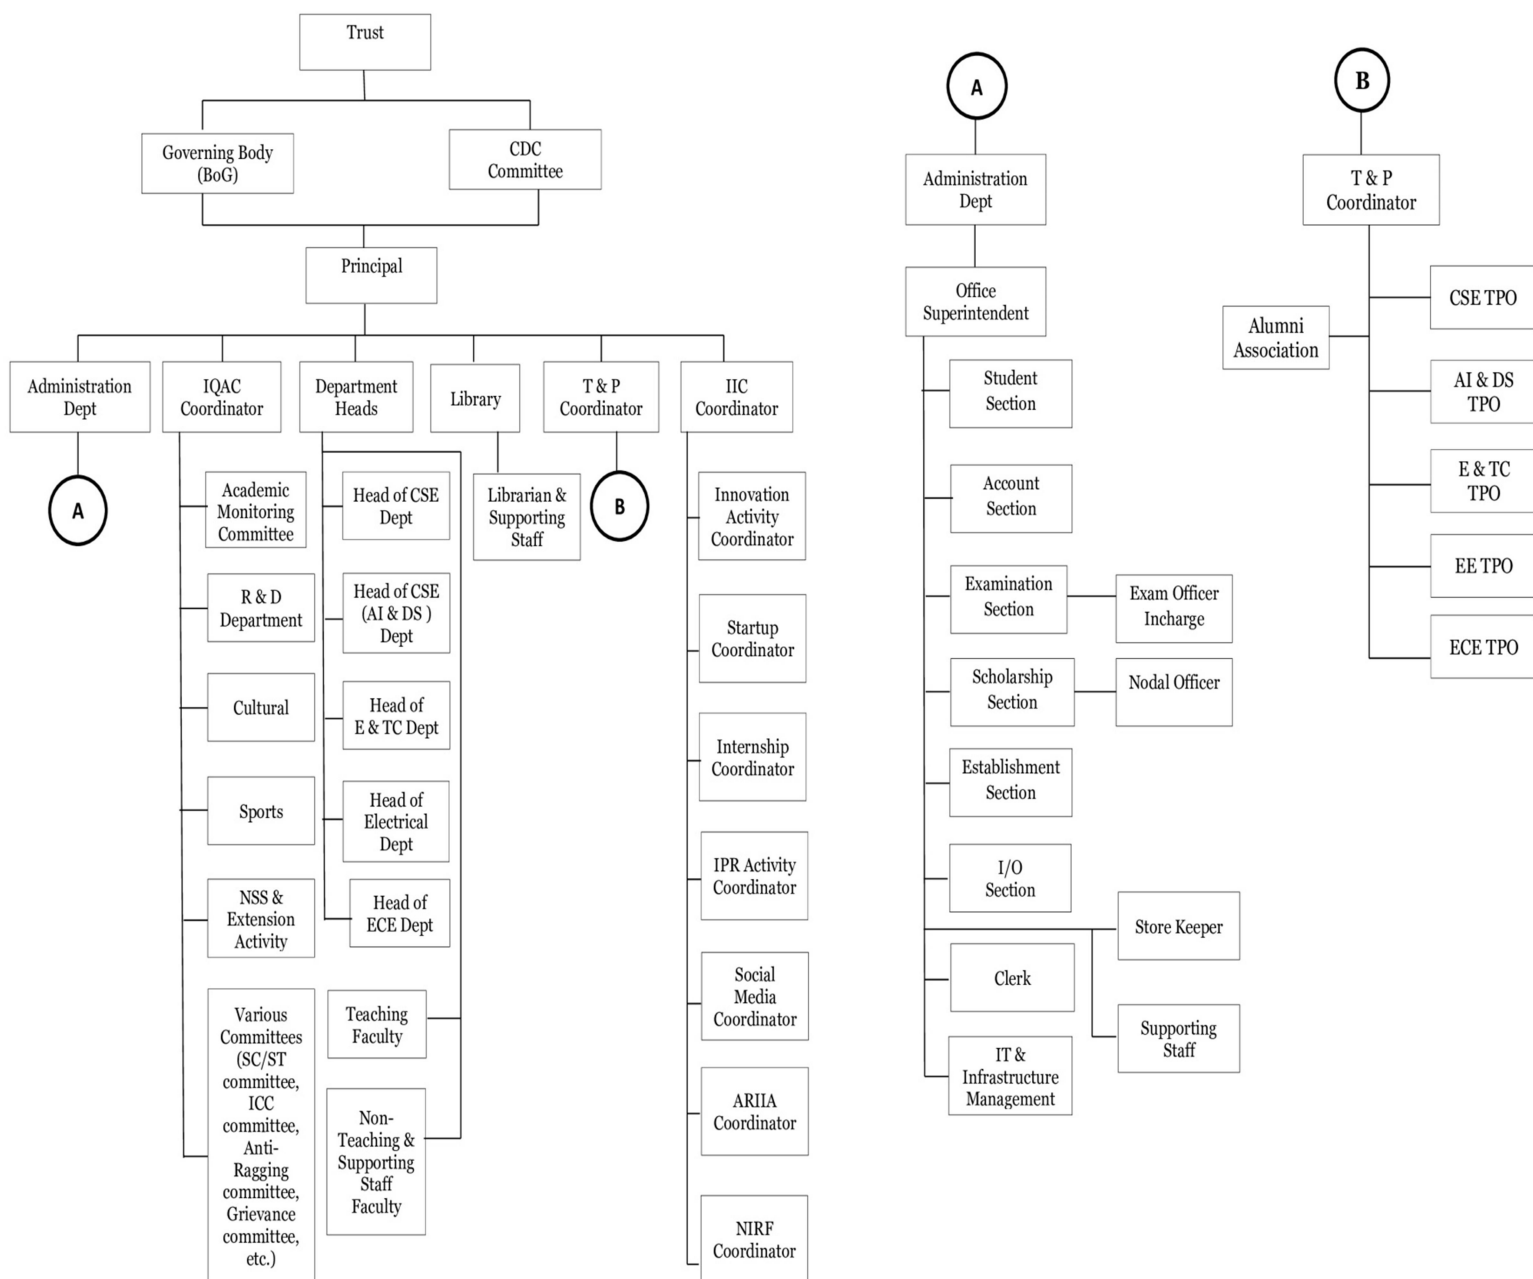 Trust
Governing Body
(BoG)
CDC
Committee
Principal
Administration
Dept
IQAC
Coordinator
Department
Heads
Library
T & P
Coordinator
IIC
Coordinator
A
Academic
Monitoring
Committee
R & D
Department
Cultural
Sports
NSS &
Extension
Activity
Various
Committees
(SC/ST
committee,
ICC
committee,
Anti-
Ragging
committee,
Grievance
committee,
etc.)
Head of CSE
Dept
Head of CSE
(AI & DS )
Dept
Head of
E & TC Dept
Head of
Electrical
Dept
Head of
ECE Dept
Teaching
Faculty
Non-
Teaching &
Supporting
Staff
Faculty
Librarian &
Supporting
Staff
B
Innovation
Activity
Coordinator
Startup
Coordinator
Internship
Coordinator
IPR Activity
Coordinator
Social
Media
Coordinator
ARIIA
Coordinator
NIRF
Coordinator
A
Administration
Dept
Office
Superintendent
Student
Section
Account
Section
Examination
Section
Exam Officer
Incharge
Scholarship
Section
Nodal Officer
Establishment
Section
I/O
Section
Store Keeper
Clerk
Supporting
Staff
IT &
Infrastructure
Management
B
T & P
Coordinator
Alumni
Association
CSE TPO
AI & DS
TPO
E & TC
TPO
EE TPO
ECE TPO